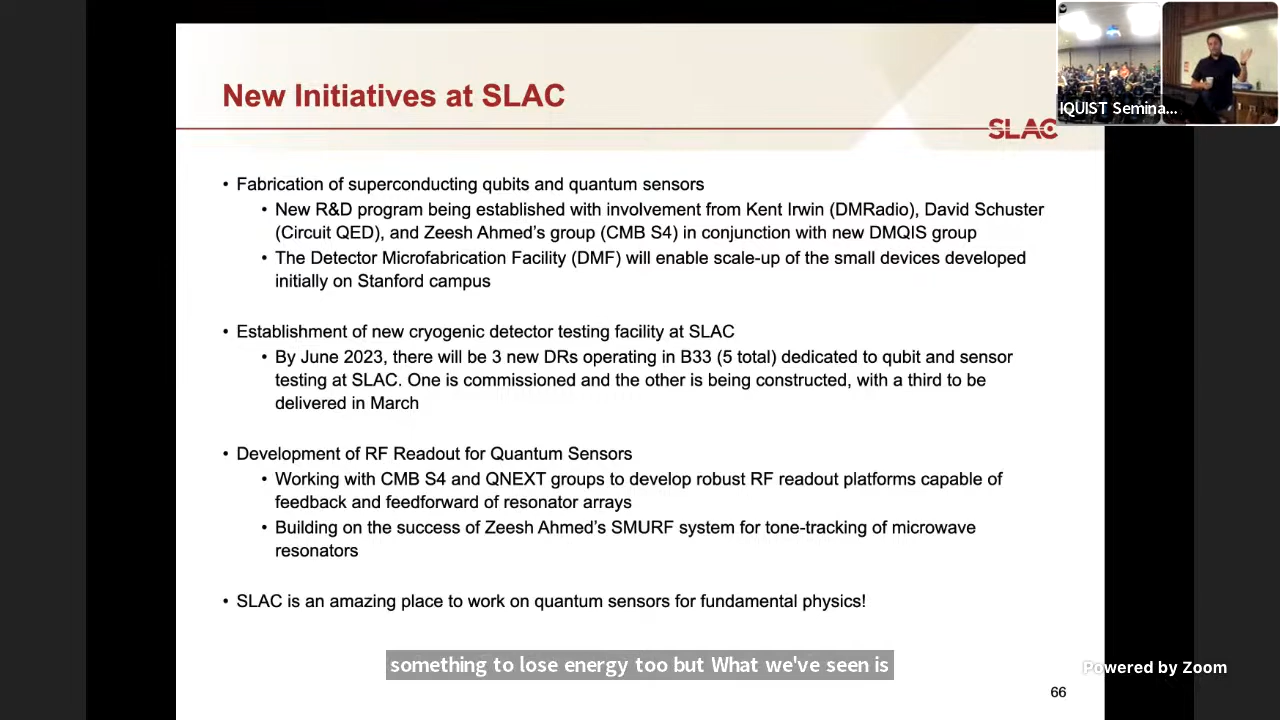 New Initiatives at SLAC
SLAC
IQUIST Semina...
• Fabrication of superconducting qubits and quantum sensors
• New R&D program being established with involvement from Kent Irwin (DMRadio), David Schuster
(Circuit QED), and Zeesh Ahmed's group (CMB S4) in conjunction with new DMQIS group
• The Detector Microfabrication Facility (DMF) will enable scale-up of the small devices developed
initially on Stanford campus
• Establishment of new cryogenic detector testing facility at SLAC
• By June 2023, there will be 3 new DRs operating in B33 (5 total) dedicated to qubit and sensor
testing at SLAC. One is commissioned and the other is being constructed, with a third to be
delivered in March
• Development of RF Readout for Quantum Sensors
• Working with CMB S4 and QNEXT groups to develop robust RF readout platforms capable of
feedback and feedforward of resonator arrays
• Building on the success of Zeesh Ahmed's SMURF system for tone-tracking of microwave
resonators
• SLAC is an amazing place to work on quantum sensors for fundamental physics!
something to lose energy too but What we've seen is
Powered by Zoom
66